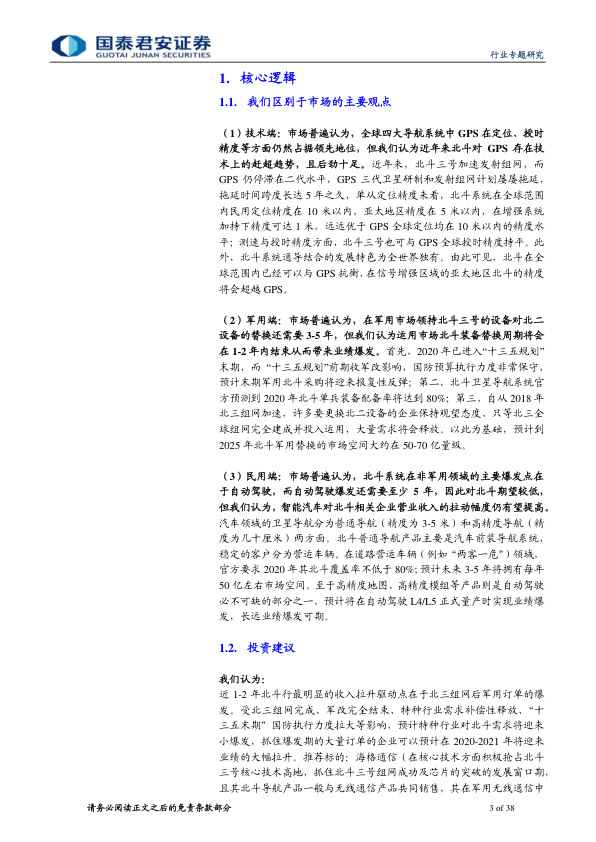 国泰君安证券
GUOTAI JUNAN SECURITIES
行业专题研究
1. 核心逻辑
1.1. 我们区别于市场的主要观点
（1）技术端：市场普遍认为，全球四大导航系统中 GPS 在定位、授时
精度等方面仍然占据领先地位，但我们认为近年来北斗对 GPS 存在技
术上的赶超趋势，且后劲十足。近年来，北斗三号加速发射组网，而
GPS 仍停滞在二代水平，GPS 三代卫星研制和发射组网计划屡屡拖延，
拖延时间跨度长达 5 年之久，单从定位精度来看，北斗系统在全球范围
内民用定位精度在 10 米以内，亚太地区精度在 5 米以内，在增强系统
加持下精度可达 1 米，远远优于 GPS 全球定位均在 10 米以内的精度水
平；测速与授时精度方面，北斗三号也可与 GPS 全球授时精度持平。此
外，北斗系统通导结合的发展特色为全世界独有。由此可见，北斗在全
球范围内已经可以与 GPS 抗衡，在信号增强区域的亚太地区北斗的精度
将会超越 GPS。
（2）军用端：市场普遍认为，在军用市场领持北斗三号的设备对北二
设备的替换还需要 3-5 年，但我们认为运用市场北斗装备替换周期将会
在 1-2 年内结束从而带来业绩爆发。首先，2020 年已进入“十三五规划”
末期，而 “十三五规划”前期收军改影响，国防预算执行力度非常保守，
预计末期军用北斗采购将迎来报复性反弹；第二，北斗卫星导航系统官
方预测到 2020 年北斗单兵装备配备率将达到 80%；第三，自从 2018 年
北三组网加速，许多要更换北二设备的企业保持观望态度、只等北三全
球组网完全建成并投入运用，大量需求将会释放。以此为基础，预计到
2025 年北斗军用替换的市场空间大约在 50-70 亿量级。
（3）民用端：市场普遍认为，北斗系统在非军用领域的主要爆发点在
于自动驾驶，而自动驾驶爆发还需要至少 5 年，因此对北斗期望较低，
但我们认为，智能汽车对北斗相关企业营业收入的拉动幅度仍有望提高。
汽车领域的卫星导航分为普通导航（精度为 3-5 米）和高精度导航（精
度为几十厘米）两方面。北斗普通导航产品主要是汽车前装导航系统，
稳定的客户分为营运车辆。在道路营运车辆（例如“两客一危”）领域，
官方要求 2020 年其北斗覆盖率不低于 80%; 预计未来 3-5 年将拥有每年
50 亿左右市场空间。至于高精度地图、高精度模组等产品则是自动驾驶
必不可缺的部分之一，预计将在自动驾驶 L4/L5 正式量产时实现业绩爆
发，长远业绩爆发可期。
1.2. 投资建议
我们认为：
近 1-2 年北斗行最明显的收入拉升驱动点在于北三组网后军用订单的爆
发。受北三组网完成、军改完全结束、特种行业需求补偿性释放、“十
三五末期”国防执行力度拉大等影响，预计特种行业对北斗需求将迎来
小爆发，抓住爆发期的大量订单的企业可以预计在 2020-2021 年将迎来
业绩的大幅拉升。推荐标的：海格通信（在核心技术方面积极抢占北斗
三号核心技术高地，抓住北斗三号组网成功及芯片的突破的发展窗口期，
且其北斗导航产品一般与无线通信产品共同销售，其在军用无线通信中
请务必阅读正文之后的免责条款部分
3 of 38